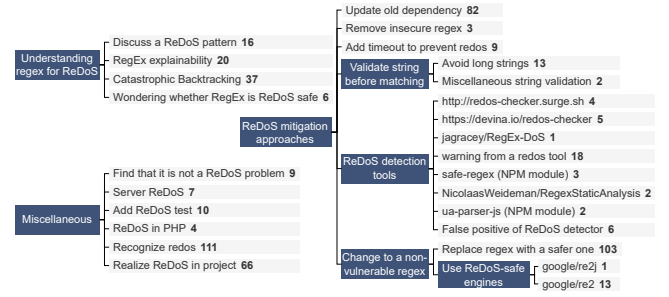 Understanding
regex for ReDoS
Discuss a ReDoS pattern 16
RegEx explainability 20
Catastrophic Backtracking 37
Wondering whether RegEx is ReDoS safe 6
Miscellaneous
Find that it is not a ReDoS problem 9
Server ReDoS 7
Add ReDoS test 10
ReDoS in PHP 4
Recognize redos 111
Realize ReDoS in project 66
ReDoS mitigation
approaches
Update old dependency 82
Remove insecure regex 3
Add timeout to prevent redos 9
Validate string
before matching
Avoid long strings 13
Miscellaneous string validation 2
ReDoS detection
tools
http://redos-checker.surge.sh 4
https://devina.io/redos-checker 5
jagracey/RegEx-DoS 1
warning from a redos tool 18
safe-regex (NPM module) 3
NicolaasWeideman/RegexStaticAnalysis 2
ua-parser-js (NPM module) 2
False positive of ReDoS detector 6
Change to a non-
vulnerable regex
Replace regex with a safer one 103
Use ReDoS-safe
engines
google/re2j 1
google/re2 13